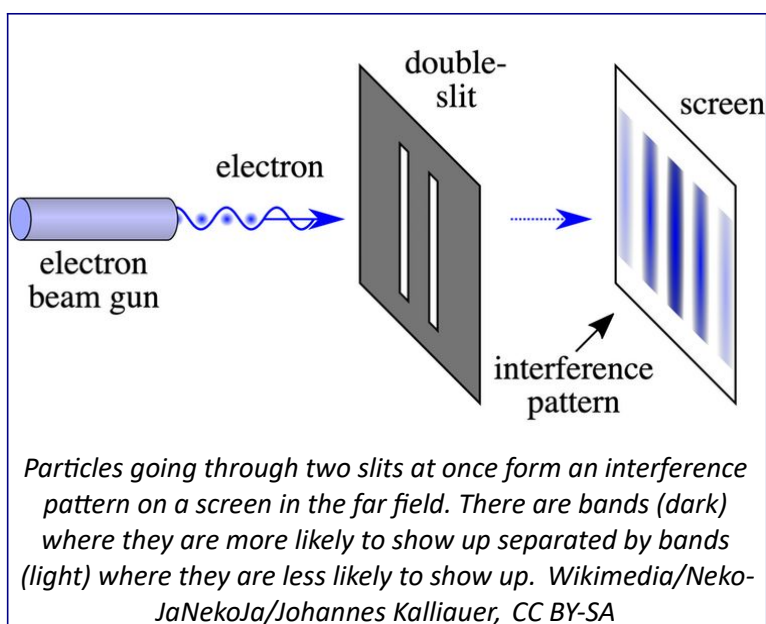 double-
slit
screen
electron
electron
beam gun
interference
pattern
Particles going through two slits at once form an interference
pattern on a screen in the far field. There are bands (dark)
where they are more likely to show up separated by bands
(light) where they are less likely to show up. Wikimedia/Neko-
JaNekoJa/Johannes Kalliauer, CC BY-SA